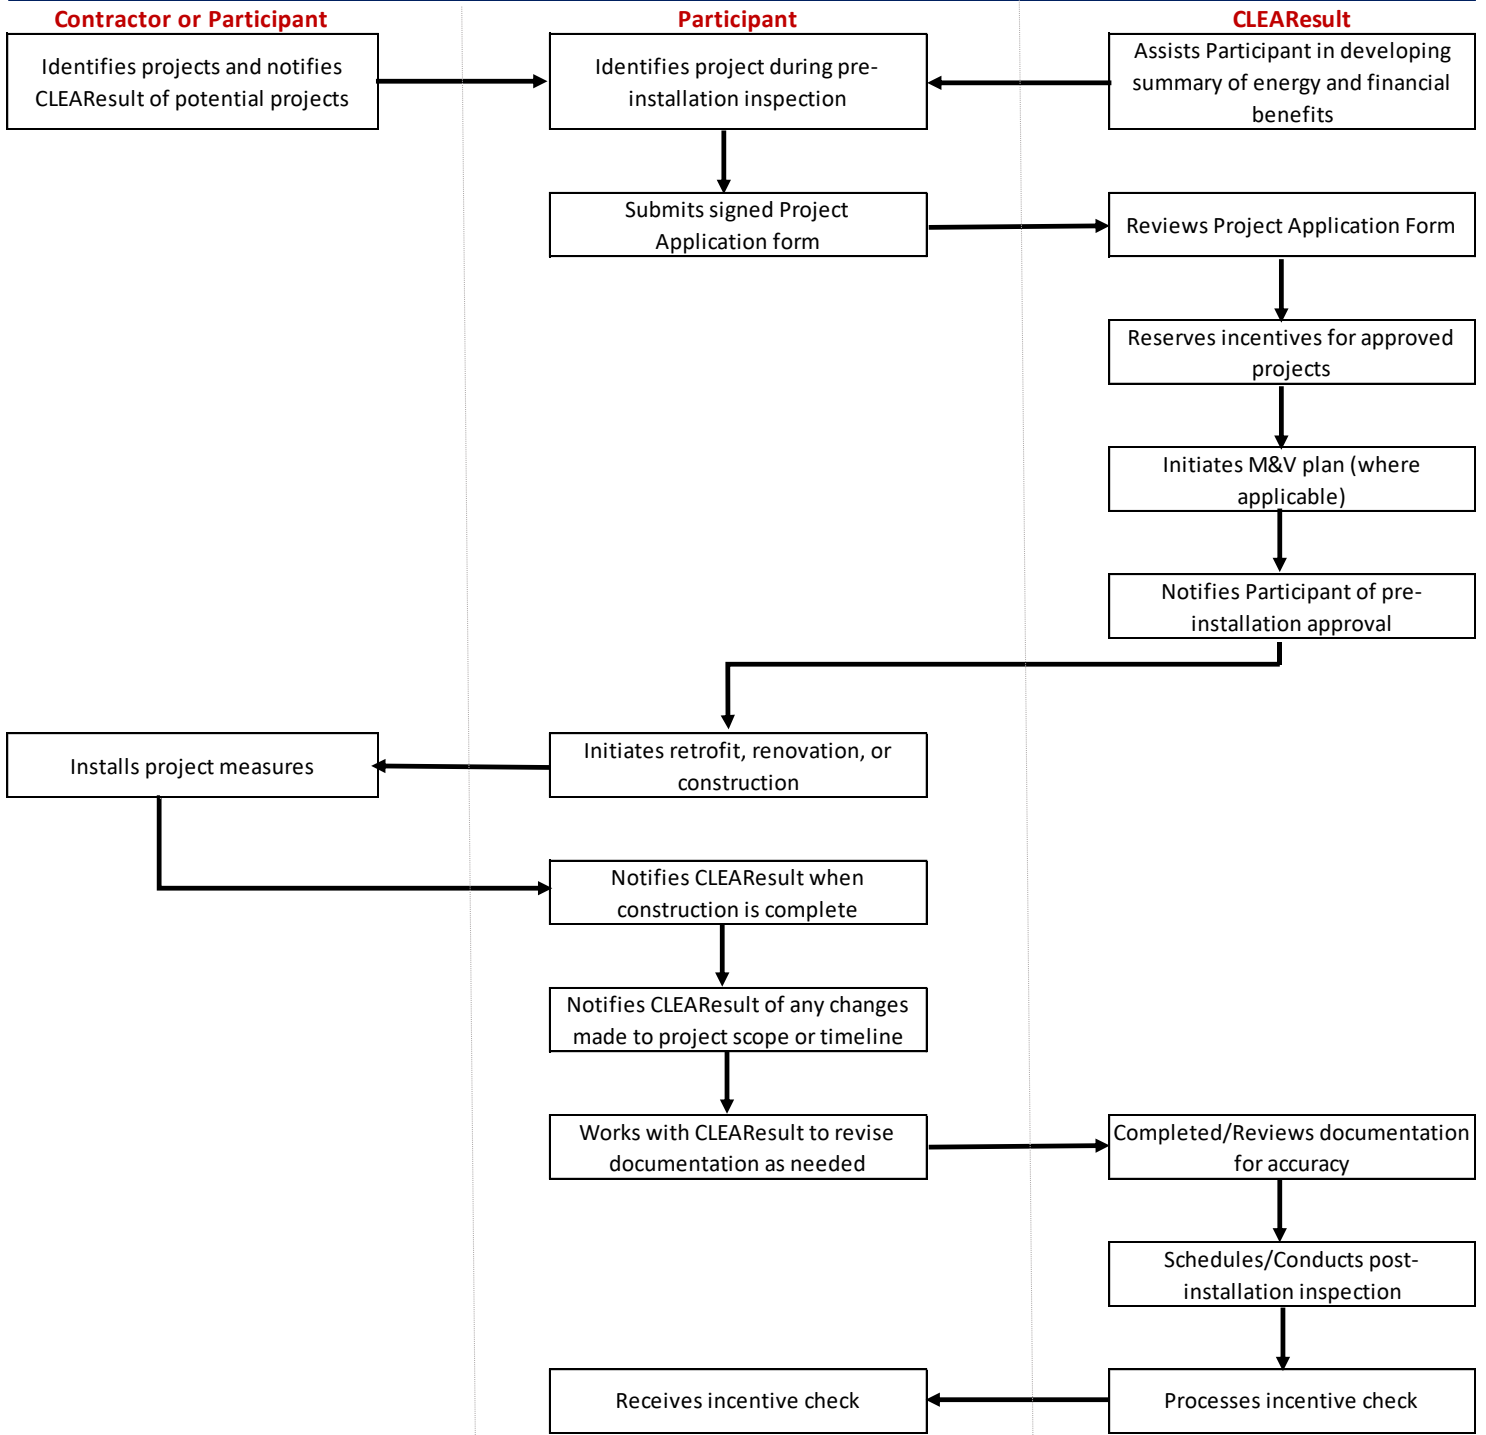 Contractor or Participant
Participant
CLEAResult
Identifies projects and notifies
CLEAResult of potential projects
Identifies project during pre-
installation inspection
Assists Participant in developing
summary of energy and financial
benefits
Submits signed Project
Application form
Reviews Project Application Form
Reserves incentives for approved
projects
Initiates M&V plan (where
applicable)
Notifies Participant of pre-
installation approval
Initiates retrofit, renovation, or
construction
Installs project measures
Notifies CLEAResult when
construction is complete
Notifies CLEAResult of any changes
made to project scope or timeline
Works with CLEAResult to revise
documentation as needed
Completed/Reviews documentation
for accuracy
Schedules/Conducts post-
installation inspection
Processes incentive check
Receives incentive check